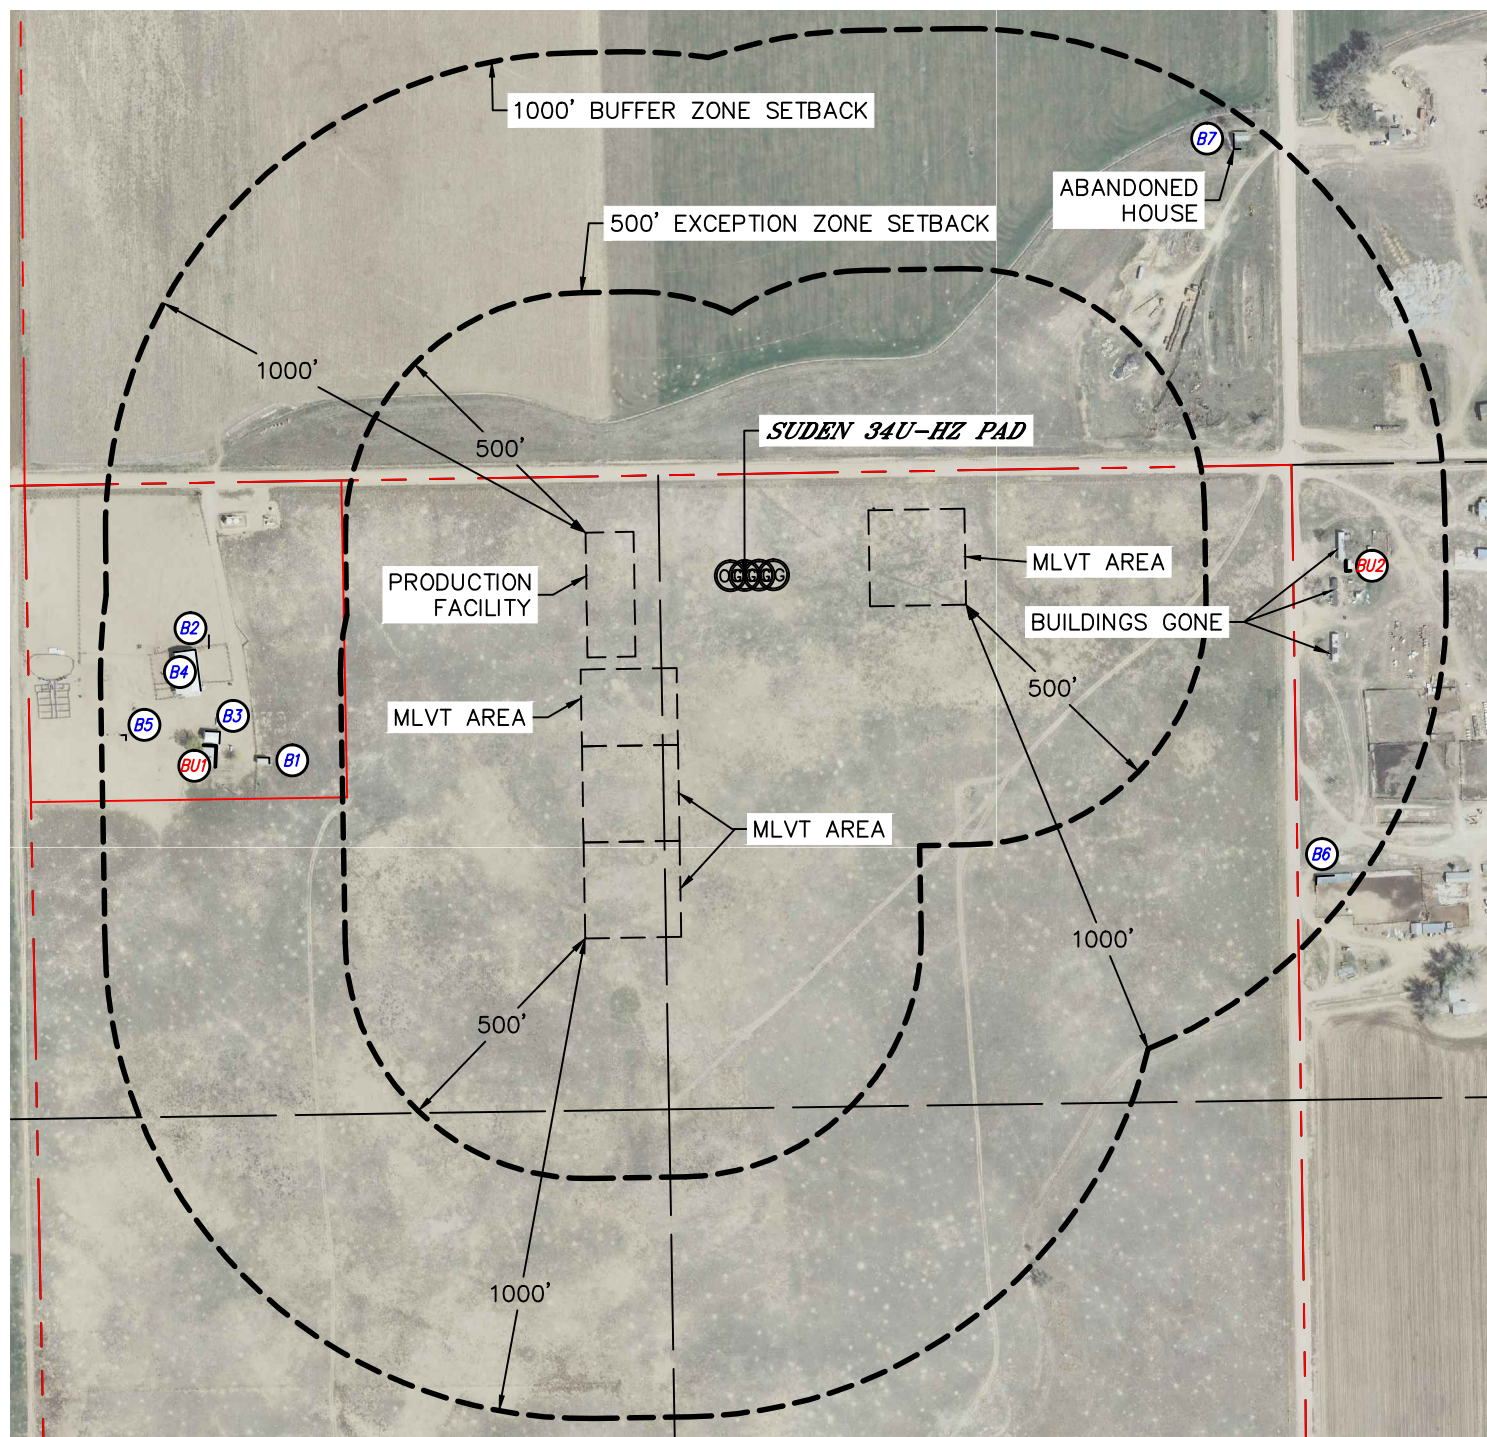 1000' BUFFER ZONE SETBACK
B7
ABANDONED
HOUSE
500' EXCEPTION ZONE SETBACK
1000'
500'
SUDEN 34U-HZ PAD
PRODUCTION
FACILITY
MLVT AREA
BU2
BUILDINGS GONE
B2
B4
B3
B5
BU1
B1
MLVT AREA
500'
MLVT AREA
B6
1000'
500'
1000'